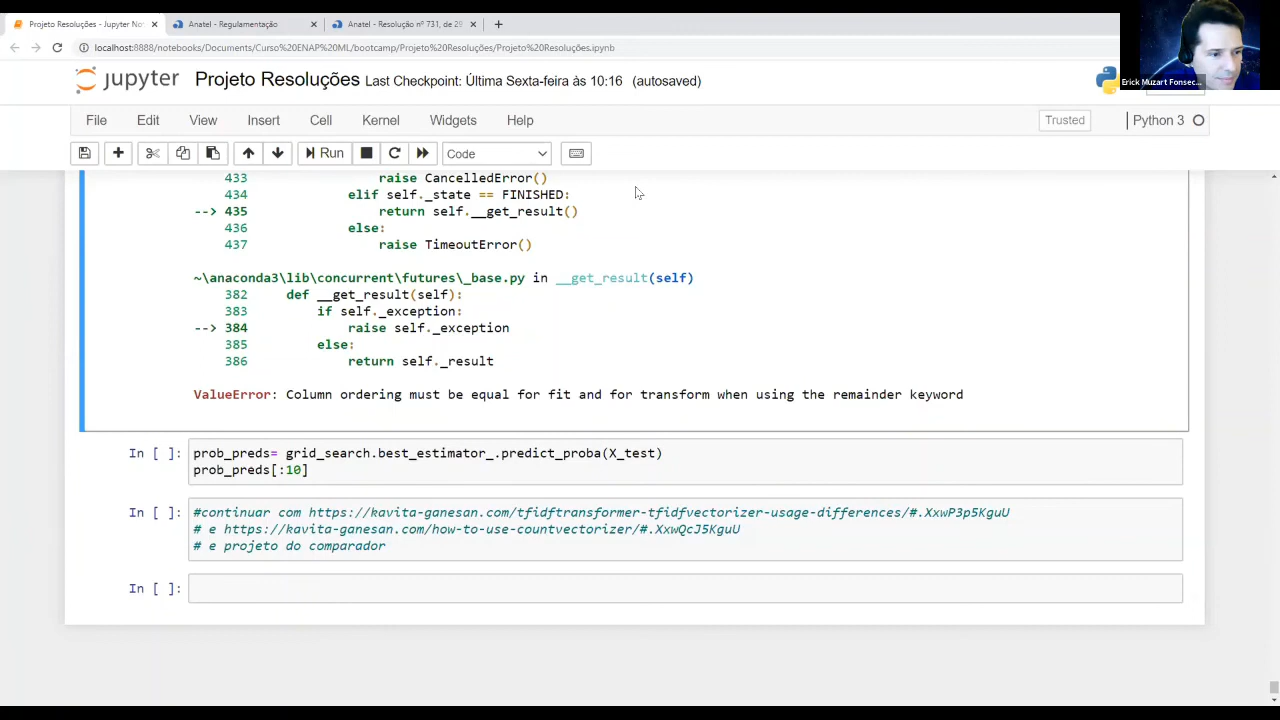 Projeto Resoluções - Jupyter Not
Anatel - Regulamentação
Anatel - Resolução nº 731, de 29
localhost:8888/notebooks/Documents/Curso%20ENAP%20ML/bootcamp/Projeto%20Resoluções/Projeto%20Resoluções.ipynb
Erick Muzart Fonsec...
jupyter Projeto Resoluções Last Checkpoint: Última Sexta-feira às 10:16 (autosaved)
File Edit View Insert Cell Kernel Widgets Help Trusted Python 3
Run Code
433 raise CancelledError()
434 elif self._state == FINISHED:
--> 435 return self.__get_result()
436 else:
437 raise TimeoutError()
~\anaconda3\lib\concurrent\futures\_base.py in __get_result(self)
382 def __get_result(self):
383 if self._exception:
--> 384 raise self._exception
385 else:
386 return self._result
ValueError: Column ordering must be equal for fit and for transform when using the remainder keyword
In [ ]: prob_preds= grid_search.best_estimator_.predict_proba(X_test)
prob_preds[:10]
In [ ]: #continuar com https://kavita-ganesan.com/tfidftransformer-tfidfvectorizer-usage-differences/#.XxwP3p5KguU
# e https://kavita-ganesan.com/how-to-use-countvectorizer/#.XxwQcJ5KguU
# e projeto do comparador
In [ ]: